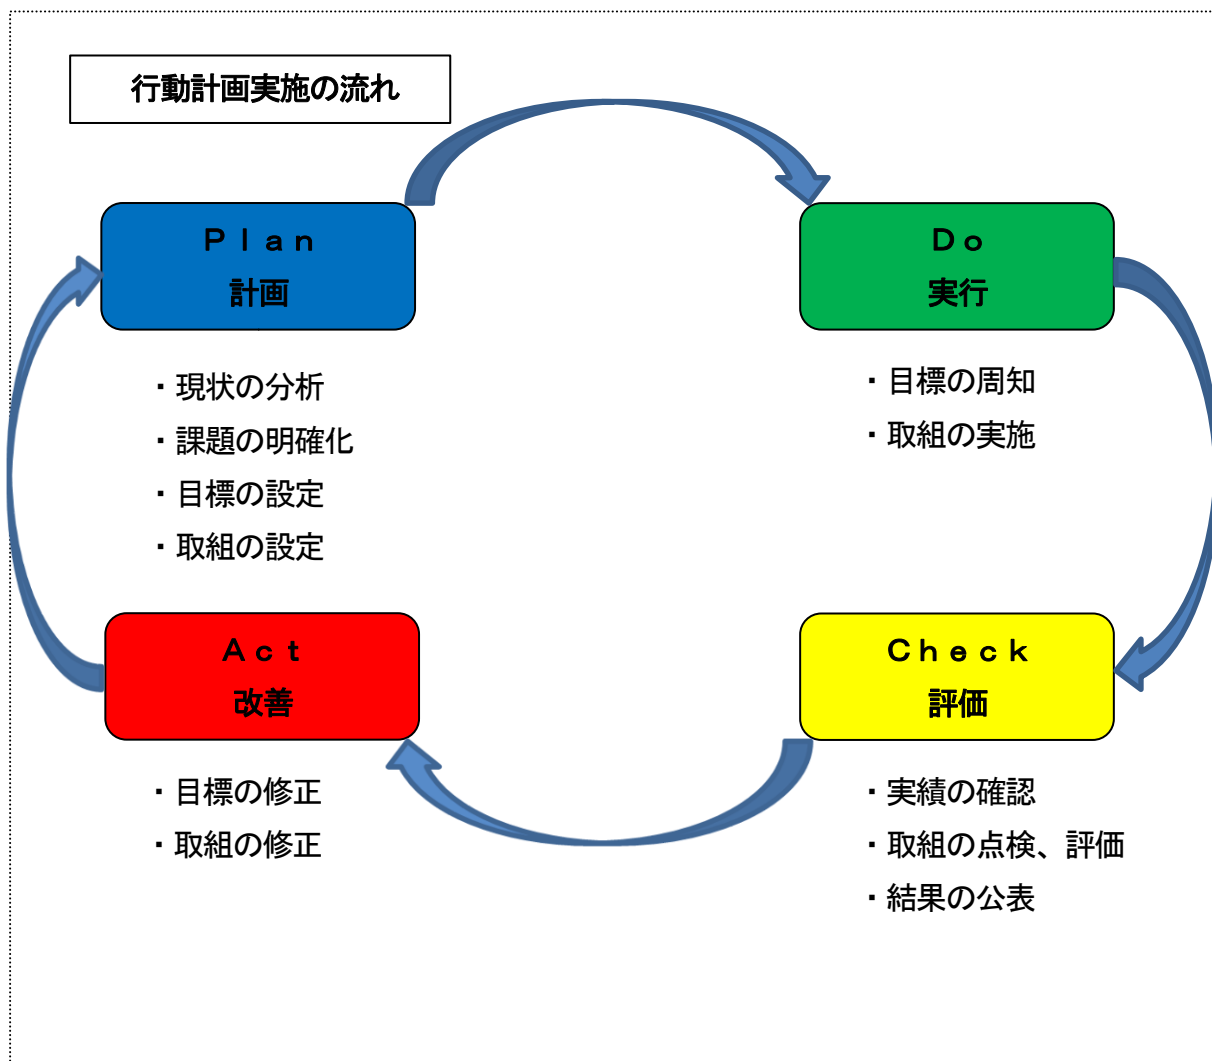 行動計画実施の流れ
Ｐｌａｎ
計画
・現状の分析
・課題の明確化
・目標の設定
・取組の設定
Ｄｏ
実行
・目標の周知
・取組の実施
Ｃｈｅｃｋ
評価
・実績の確認
・取組の点検、評価
・結果の公表
Ａｃｔ
改善
・目標の修正
・取組の修正